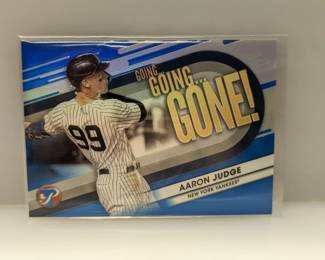 GOING
GOING...
GONE!
99
AARON JUDGE
NEW YORK YANKEES®